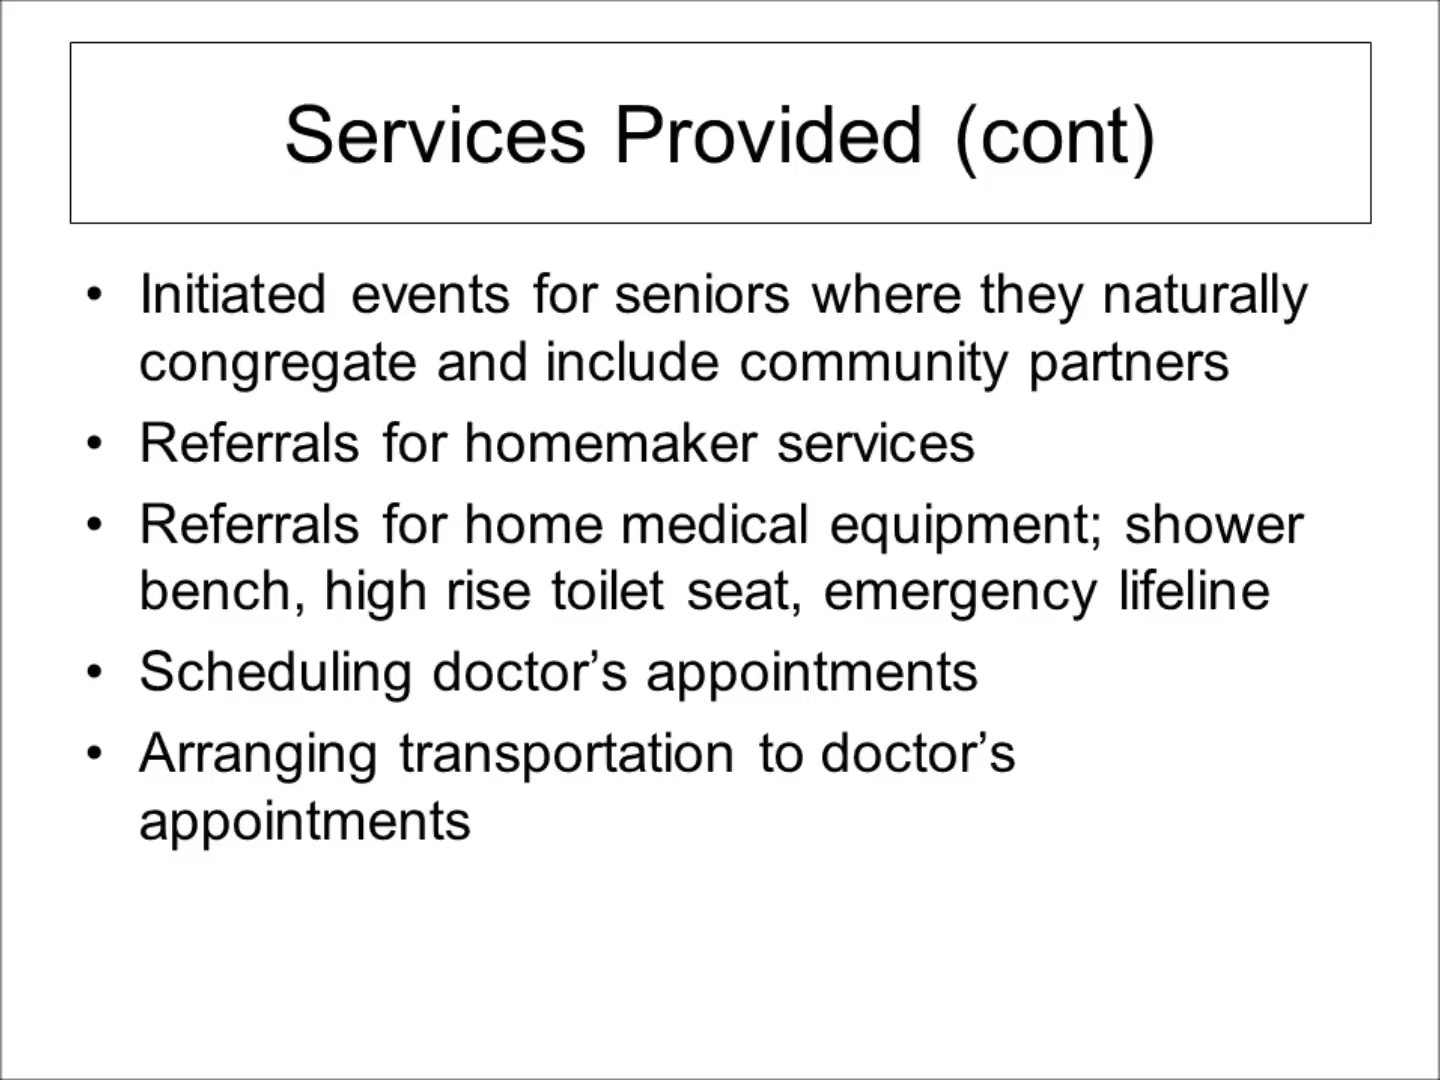 Services Provided (cont)
• Initiated events for seniors where they naturally
congregate and include community partners
• Referrals for homemaker services
• Referrals for home medical equipment; shower
bench, high rise toilet seat, emergency lifeline
• Scheduling doctor’s appointments
• Arranging transportation to doctor’s
appointments